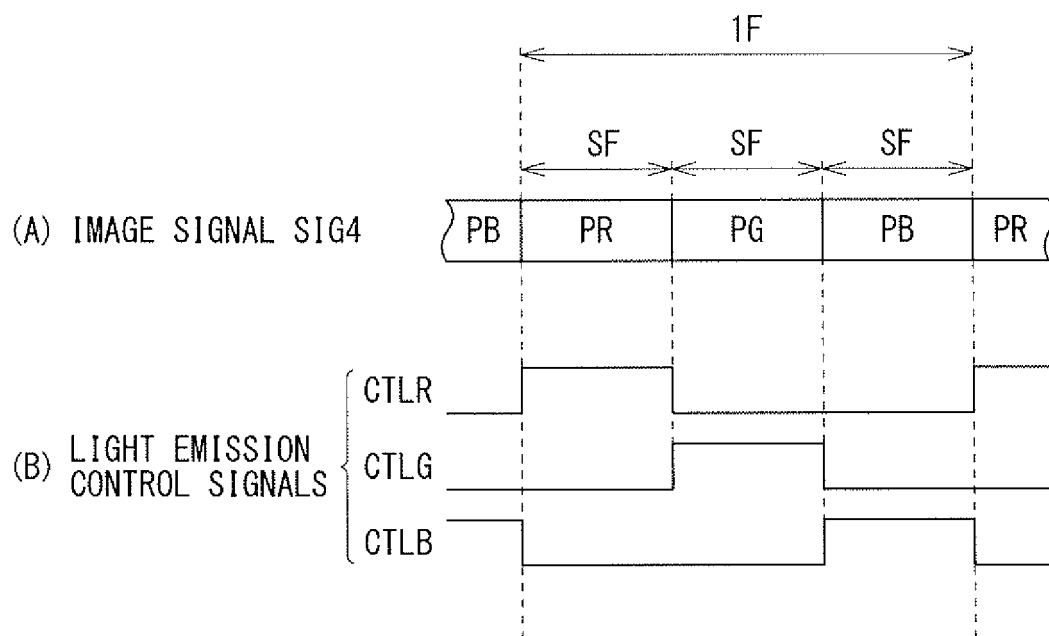 1F
SF SF SF
(A) IMAGE SIGNAL SIG4 PB PR PG PB PR
CTLR
(B) LIGHT EMISSION
CONTROL SIGNALS
CTLG
CTLB